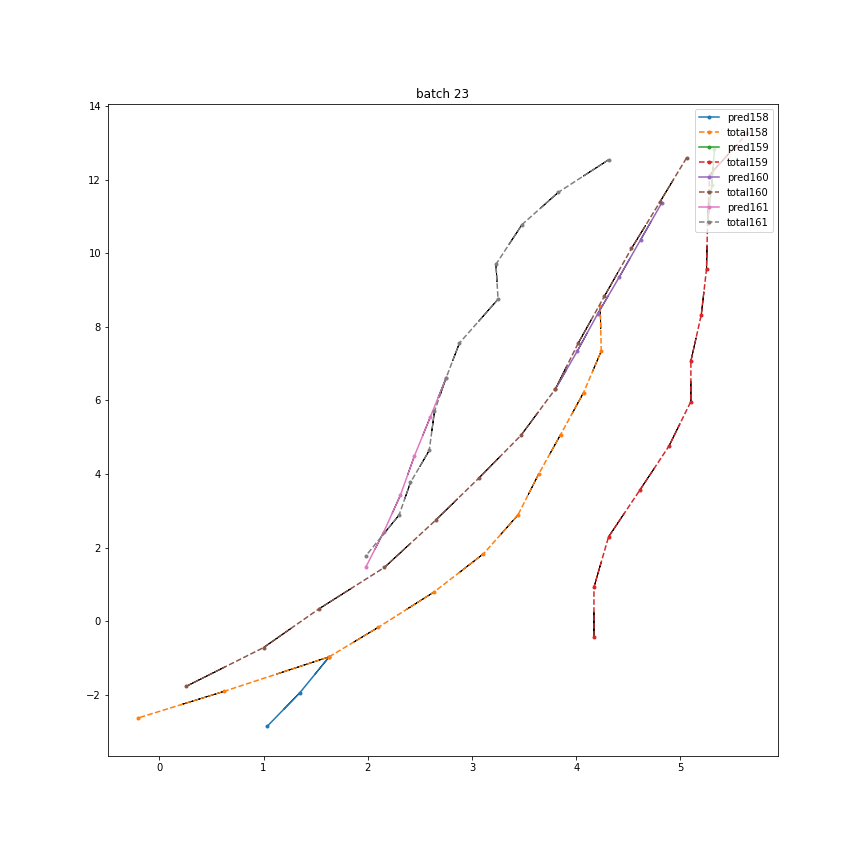 batch 23
14
12
10
8
6
4
2
0
−2
0 1 2 3 4 5
pred158
total158
pred159
total159
pred160
total160
pred161
total161